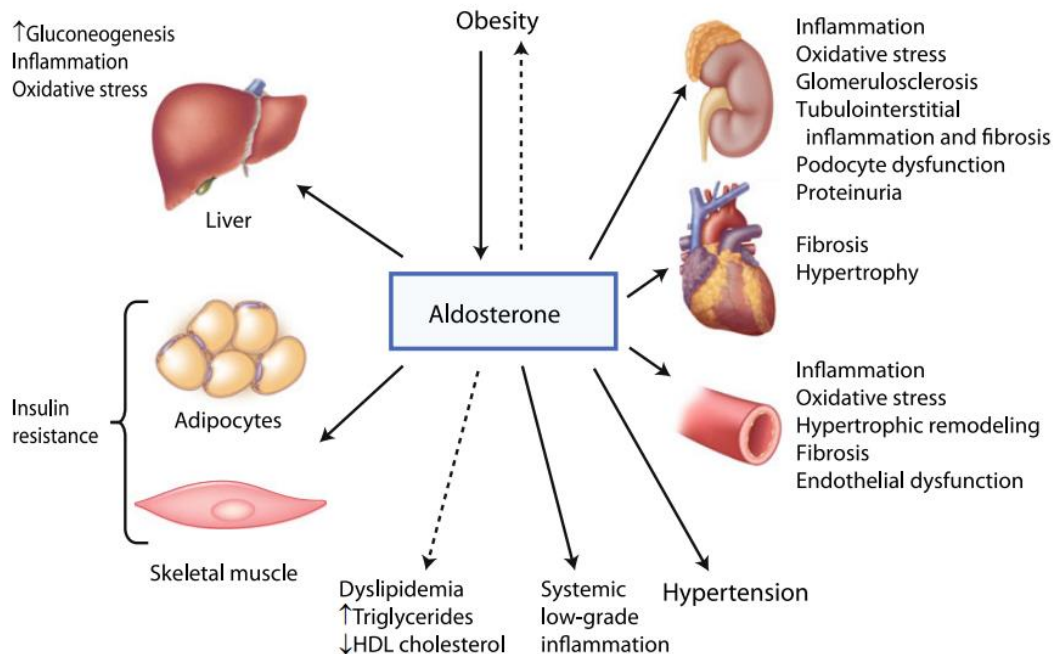 ↑Gluconeogenesis
Inflammation
Oxidative stress
Liver
Obesity
Inflammation
Oxidative stress
Glomerulosclerosis
Tubulointerstitial
inflammation and fibrosis
Podocyte dysfunction
Proteinuria
Fibrosis
Hypertrophy
Aldosterone
Inflammation
Oxidative stress
Hypertrophic remodeling
Fibrosis
Endothelial dysfunction
Insulin
resistance
Adipocytes
Skeletal muscle
Dyslipidemia
↑Triglycerides
↓HDL cholesterol
Systemic
low-grade
inflammation
Hypertension